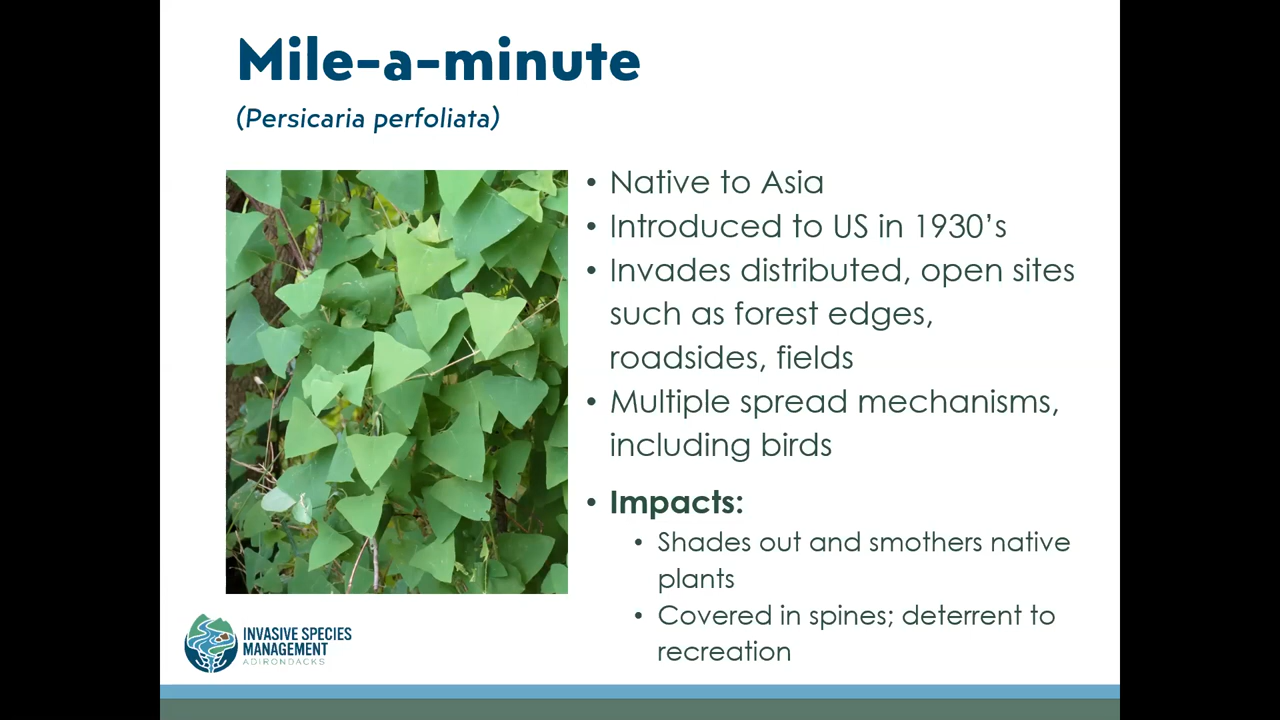 Mile-a-minute
(Persicaria perfoliata)
• Native to Asia
• Introduced to US in 1930’s
• Invades distributed, open sites
such as forest edges,
roadsides, fields
• Multiple spread mechanisms,
including birds
• Impacts:
• Shades out and smothers native
plants
• Covered in spines; deterrent to
recreation
INVASIVE SPECIES
MANAGEMENT
ADIRONDACKS